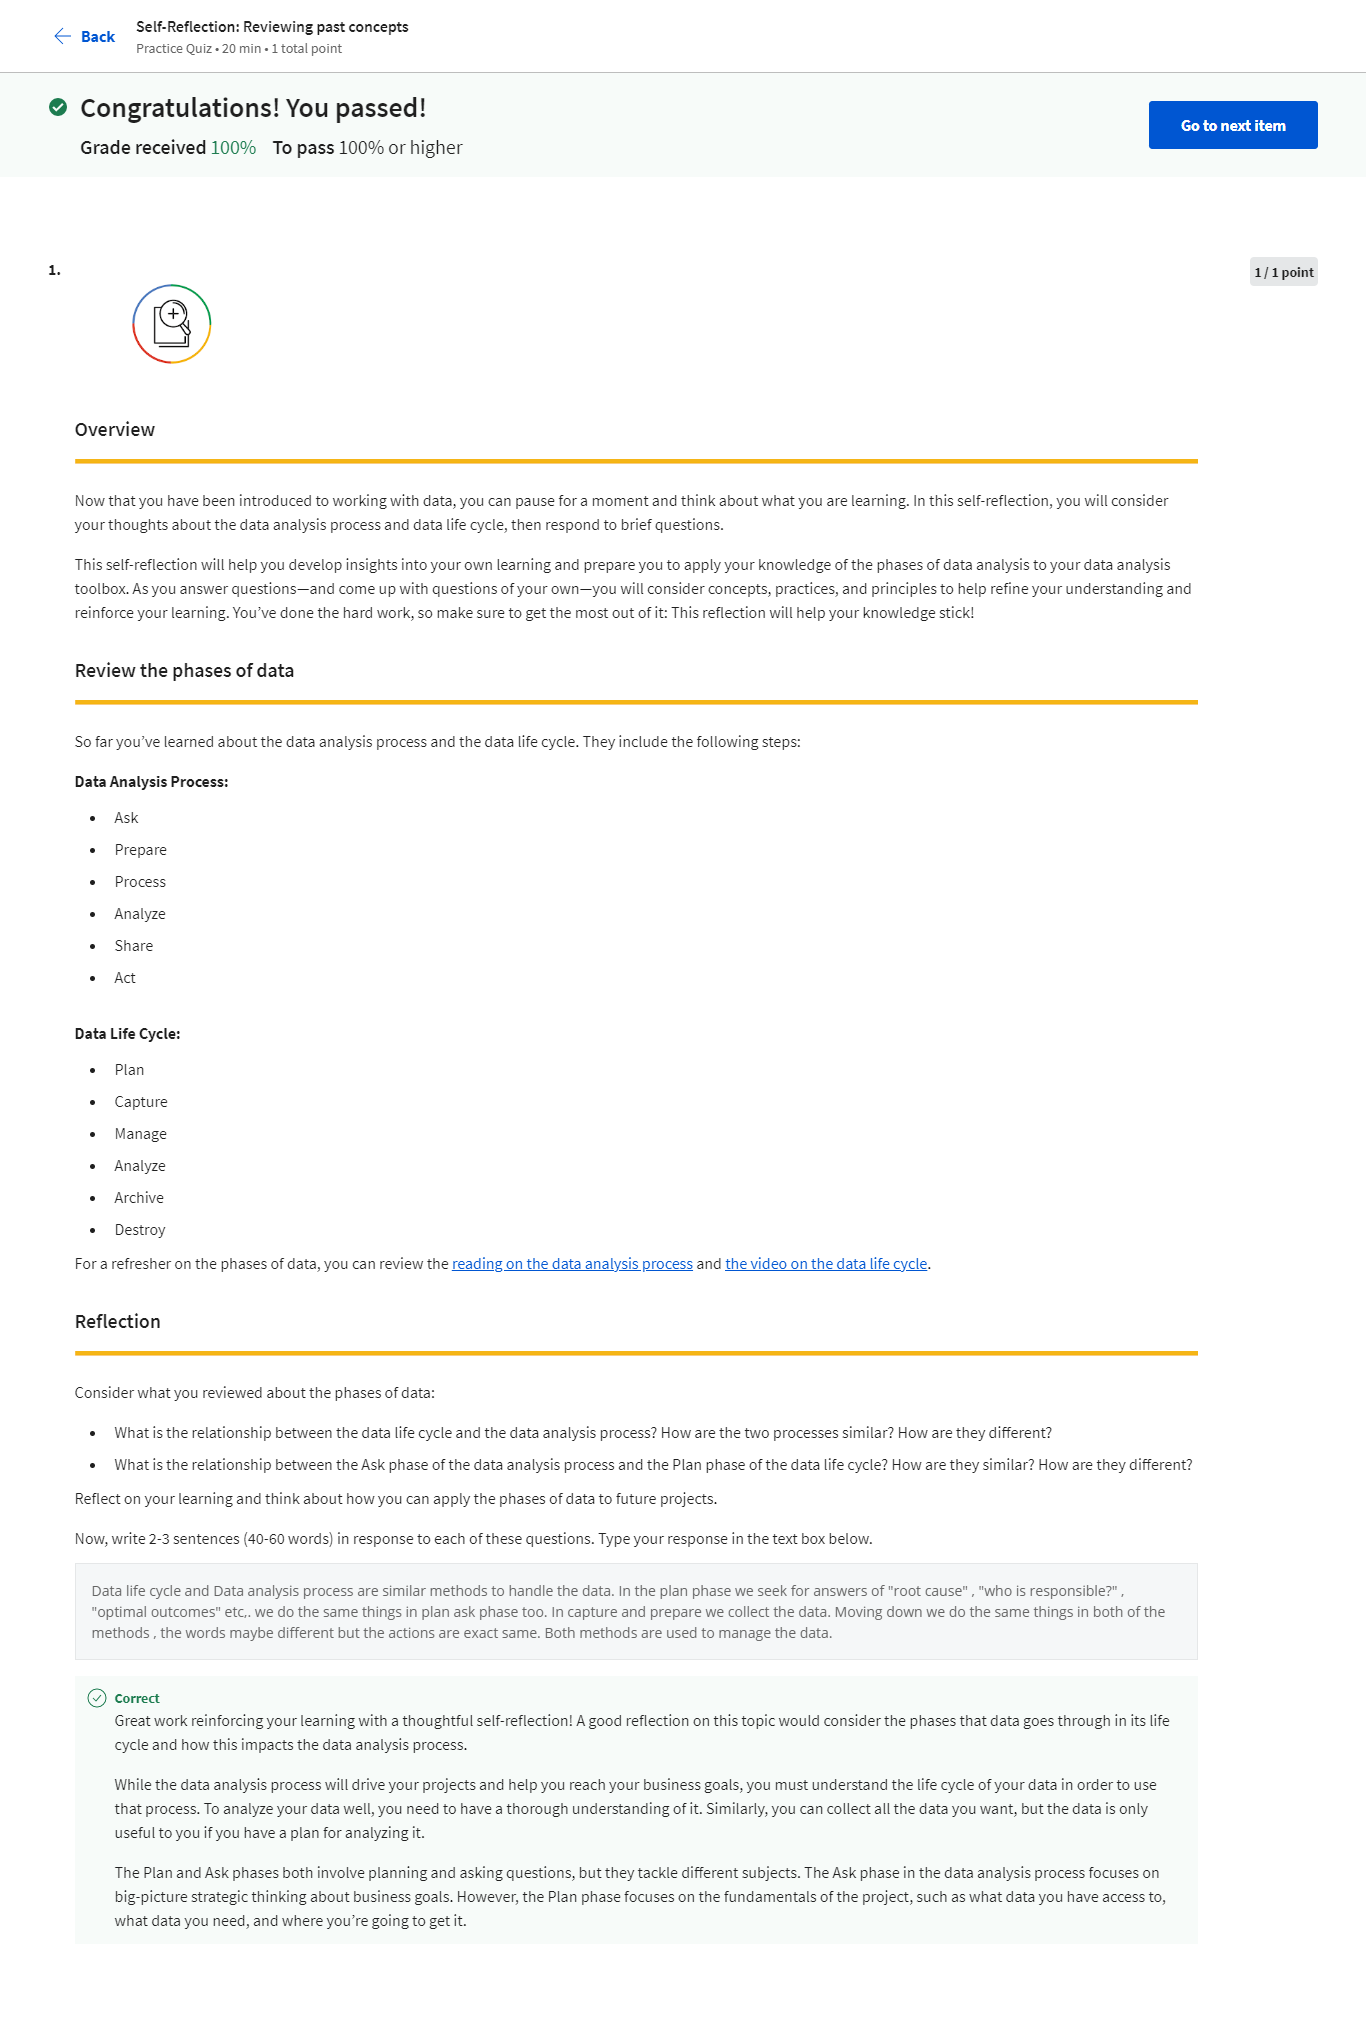 Back
Self-Reflection: Reviewing past concepts
Practice Quiz • 20 min • 1 total point
Congratulations! You passed!
Grade received 100% To pass 100% or higher
Go to next item
1.
1 / 1 point
Overview
Now that you have been introduced to working with data, you can pause for a moment and think about what you are learning. In this self-reflection, you will consider
your thoughts about the data analysis process and data life cycle, then respond to brief questions.
This self-reflection will help you develop insights into your own learning and prepare you to apply your knowledge of the phases of data analysis to your data analysis
toolbox. As you answer questions—and come up with questions of your own—you will consider concepts, practices, and principles to help refine your understanding and
reinforce your learning. You’ve done the hard work, so make sure to get the most out of it: This reflection will help your knowledge stick!
Review the phases of data
So far you’ve learned about the data analysis process and the data life cycle. They include the following steps:
Data Analysis Process:
• Ask
• Prepare
• Process
• Analyze
• Share
• Act
Data Life Cycle:
• Plan
• Capture
• Manage
• Analyze
• Archive
• Destroy
For a refresher on the phases of data, you can review the reading on the data analysis process and the video on the data life cycle.
Reflection
Consider what you reviewed about the phases of data:
• What is the relationship between the data life cycle and the data analysis process? How are the two processes similar? How are they different?
• What is the relationship between the Ask phase of the data analysis process and the Plan phase of the data life cycle? How are they similar? How are they different?
Reflect on your learning and think about how you can apply the phases of data to future projects.
Now, write 2-3 sentences (40-60 words) in response to each of these questions. Type your response in the text box below.
Data life cycle and Data analysis process are similar methods to handle the data. In the plan phase we seek for answers of "root cause" , "who is responsible?" ,
"optimal outcomes" etc,. we do the same things in plan ask phase too. In capture and prepare we collect the data. Moving down we do the same things in both of the
methods , the words maybe different but the actions are exact same. Both methods are used to manage the data.
Correct
Great work reinforcing your learning with a thoughtful self-reflection! A good reflection on this topic would consider the phases that data goes through in its life
cycle and how this impacts the data analysis process.
While the data analysis process will drive your projects and help you reach your business goals, you must understand the life cycle of your data in order to use
that process. To analyze your data well, you need to have a thorough understanding of it. Similarly, you can collect all the data you want, but the data is only
useful to you if you have a plan for analyzing it.
The Plan and Ask phases both involve planning and asking questions, but they tackle different subjects. The Ask phase in the data analysis process focuses on
big-picture strategic thinking about business goals. However, the Plan phase focuses on the fundamentals of the project, such as what data you have access to,
what data you need, and where you’re going to get it.